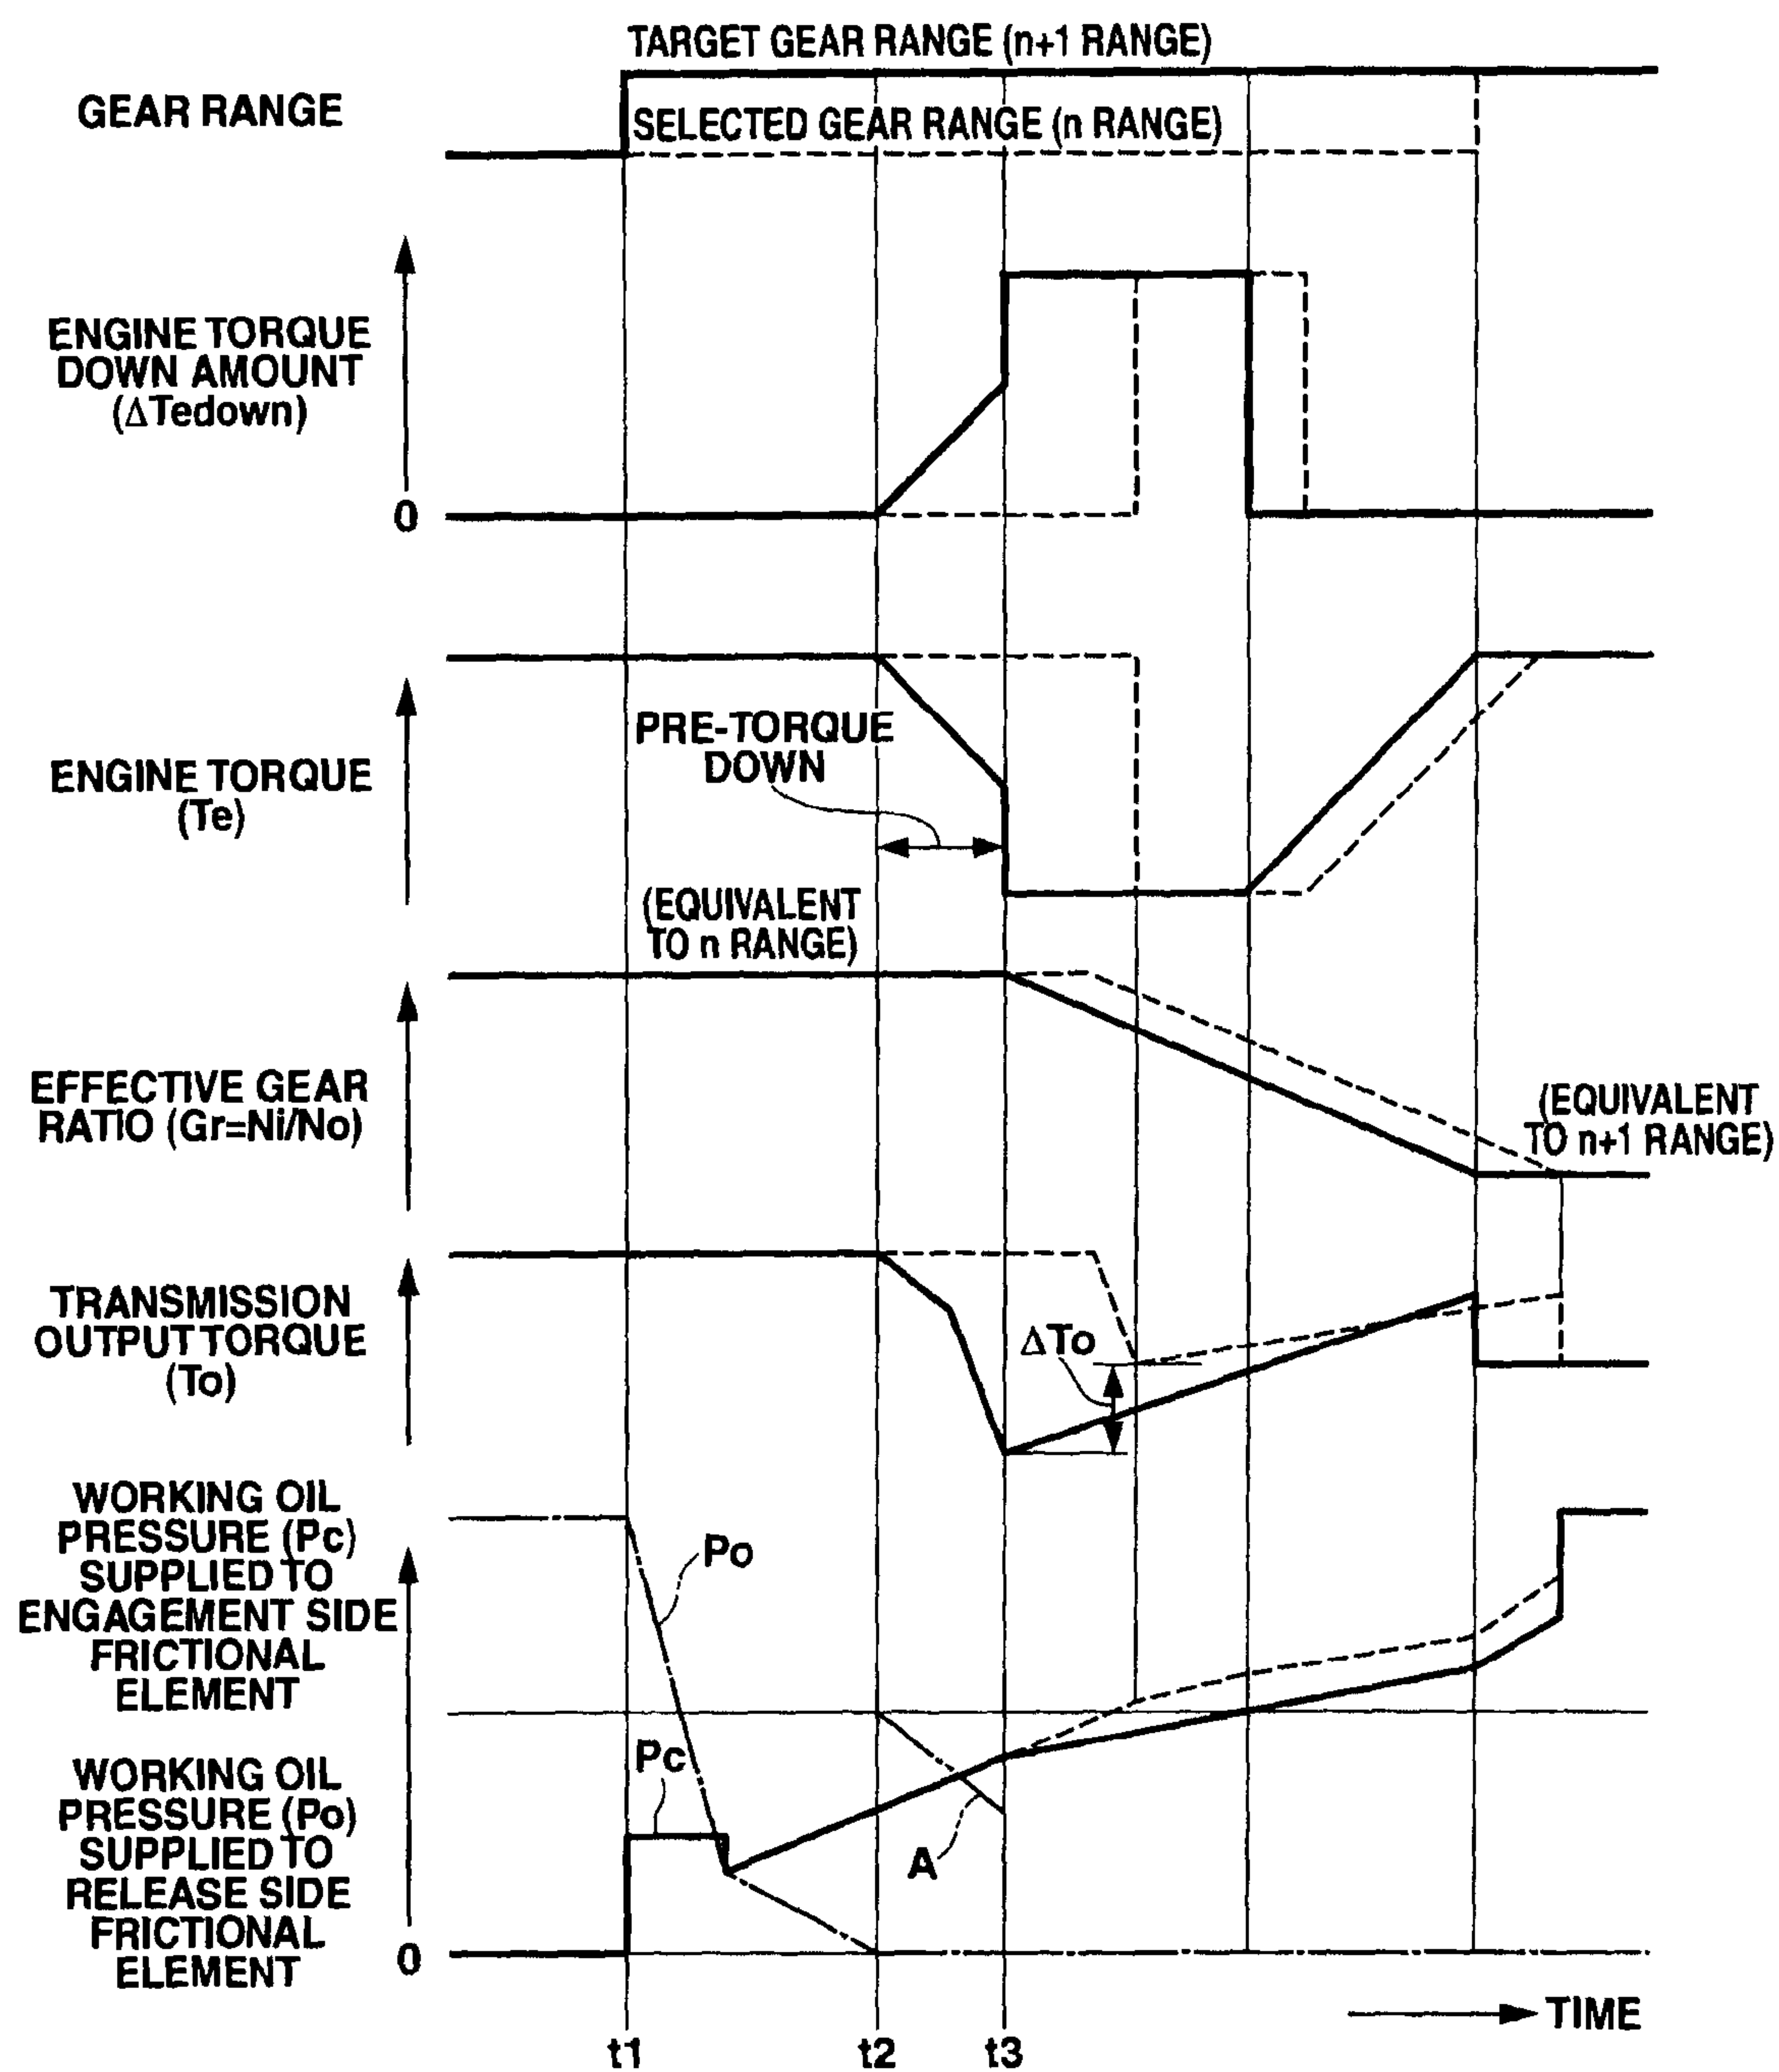 TARGET GEAR RANGE (n+1 RANGE)
GEAR RANGE
SELECTED GEAR RANGE (n RANGE)
ENGINE TORQUE
DOWN AMOUNT
(ΔTedown)
0
PRE-TORQUE
DOWN
ENGINE TORQUE
(Te)
(EQUIVALENT
TO n RANGE)
EFFECTIVE GEAR
RATIO (Gr=Ni/No)
(EQUIVALENT
TO n+1 RANGE)
TRANSMISSION
OUTPUT TORQUE
(To)
ΔTo
WORKING OIL
PRESSURE (Pc)
SUPPLIED TO
ENGAGEMENT SIDE
FRICTIONAL
ELEMENT
Po
Pc
WORKING OIL
PRESSURE (Po)
SUPPLIED TO
RELEASE SIDE
FRICTIONAL
ELEMENT
A
0
TIME
t1
t2
t3